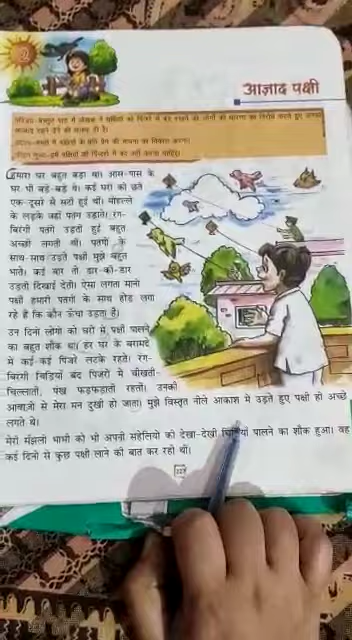 2
आज़ाद पक्षी
हमारा घर बहुत बड़ा था। आस-पास के
घर भी बड़े-बड़े थे। कई घरों की छतें
एक-दूसरे से सटी हुई थीं। मोहल्ले
के लड़के जहाँ पतंग उड़ाते। रंग-
बिरंगी पतंगें उड़ती हुई बहुत
अच्छी लगती थीं। पतंगों के
साथ-साथ उड़ते पक्षी मुझे बहुत
भाते। कई बार तो डार-की-डार
उड़ती दिखाई देती। ऐसा लगता मानो
पक्षी हमारी पतंगों के साथ होड़ लगा
रहे हैं कि कौन ऊँचा उड़ता है।
उन दिनों लोगों को घरों में पक्षी पालने
का बहुत शौक था। हर घर के बरामदे
में कई-कई पिंजरे लटके रहते। रंग-
बिरंगी चिड़ियाँ बंद पिंजरों में चीखती-
चिल्लातीं, पंख फड़फड़ाती रहतीं। उनकी
आवाज़ों से मेरा मन दुखी हो जाता। मुझे विस्तृत नीले आकाश में उड़ते हुए पक्षी ही अच्छे
लगते थे।
मेरी मँझली भाभी को भी अपनी सहेलियों की देखा-देखी पालने का शौक हुआ। वह
कई दिनों से कुछ पक्षी लाने की बात कर रही थीं।